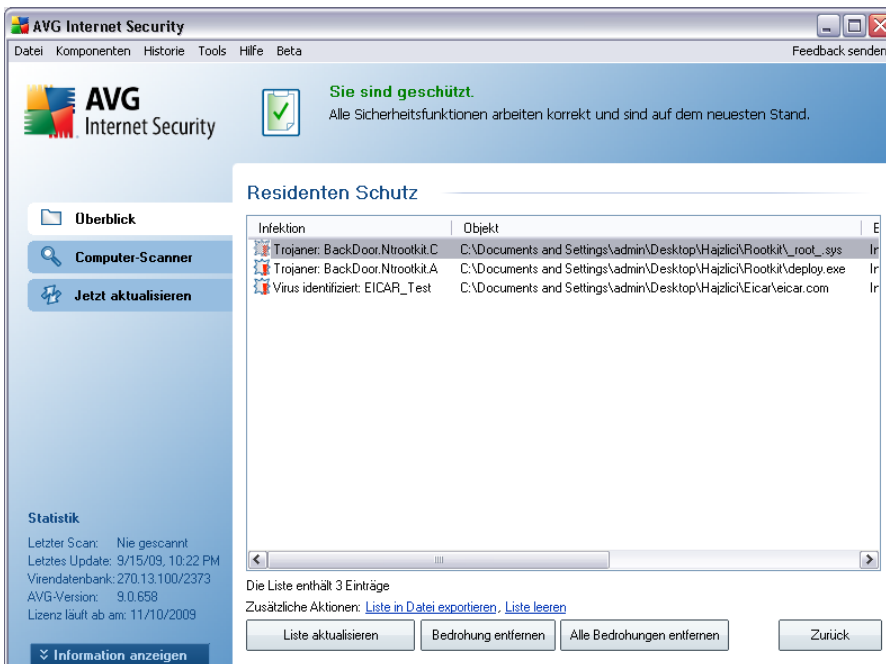 AVG Internet Security
Datei Komponenten Historie Tools Hilfe Beta Feedback senden
AVG
Internet Security
Sie sind geschützt.
Alle Sicherheitsfunktionen arbeiten korrekt und sind auf dem neuesten Stand.
Überblick
Computer-Scanner
Jetzt aktualisieren
Residenten Schutz
Infektion Objekt E
Trojaner: BackDoor.Ntrootkit.C C:\Documents and Settings\admin\Desktop\Hajzlici\Rootkit\_root_.sys Ir
Trojaner: BackDoor.Ntrootkit.A C:\Documents and Settings\admin\Desktop\Hajzlici\Rootkit\deploy.exe Ir
Virus identifiziert: EICAR_Test C:\Documents and Settings\admin\Desktop\Hajzlici\Eicar\eicar.com Ir
Statistik
Letzter Scan: Nie gescannt
Letztes Update: 9/15/09, 10:22 PM
Virendatenbank: 270.13.100/2373
AVG-Version: 9.0.658
Lizenz läuft ab am: 11/10/2009
Information anzeigen
Die Liste enthält 3 Einträge
Zusätzliche Aktionen: Liste in Datei exportieren, Liste leeren
Liste aktualisieren Bedrohung entfernen Alle Bedrohungen entfernen Zurück